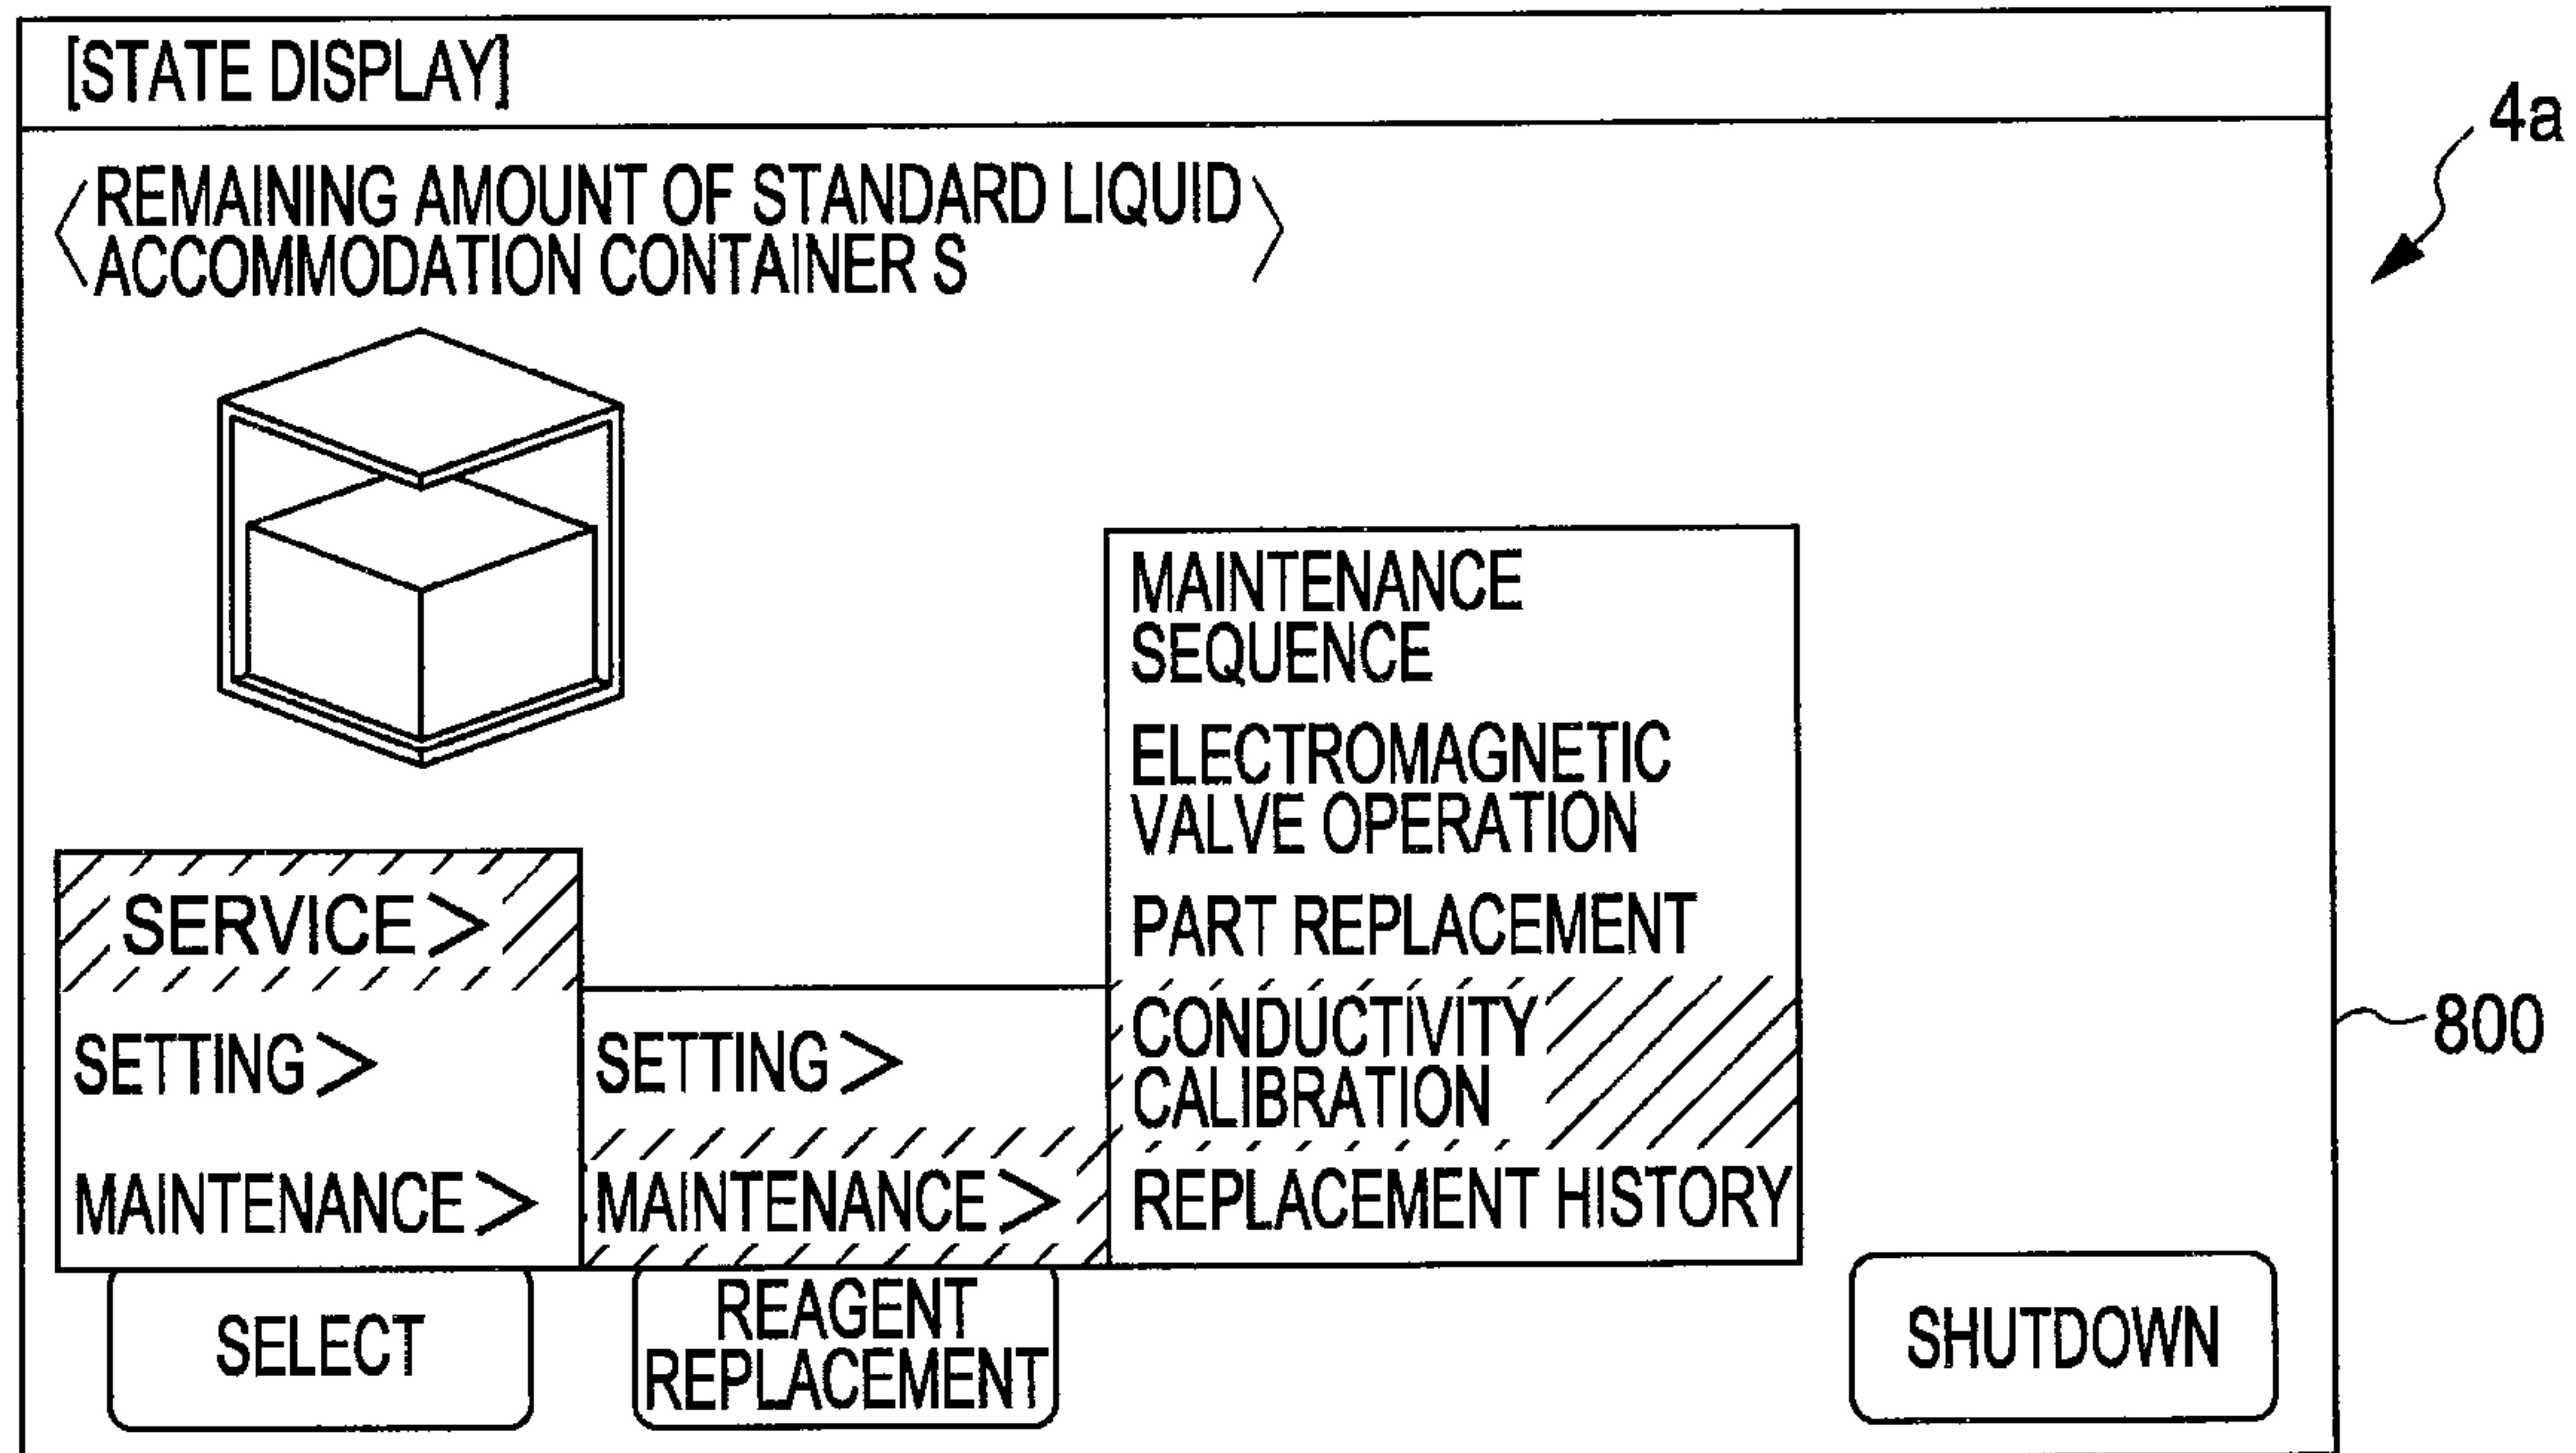 [STATE DISPLAY]
4a
<REMAINING AMOUNT OF STANDARD LIQUID
ACCOMMODATION CONTAINER S>
SERVICE >
SETTING >
MAINTENANCE >
SETTING >
MAINTENANCE >
MAINTENANCE
SEQUENCE
ELECTROMAGNETIC
VALVE OPERATION
PART REPLACEMENT
CONDUCTIVITY
CALIBRATION
REPLACEMENT HISTORY
800
SELECT
REAGENT
REPLACEMENT
SHUTDOWN